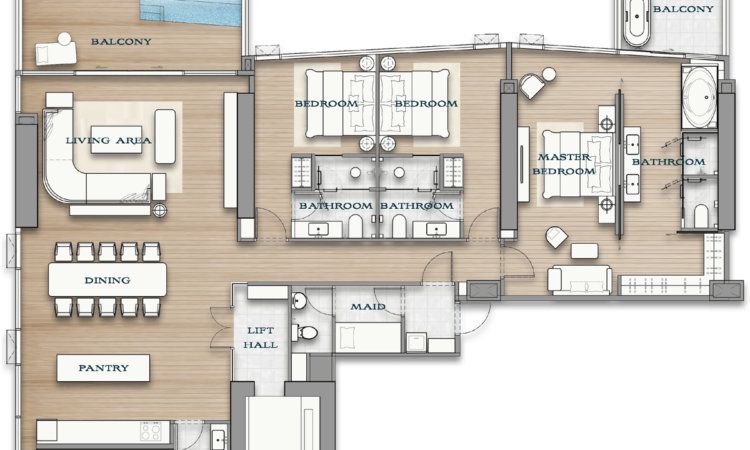 BALCONY
BALCONY
BEDROOM
BEDROOM
LIVING AREA
MASTER
BEDROOM
BATHROOM
BATHROOM
BATHROOM
DINING
MAID
LIFT
HALL
PANTRY